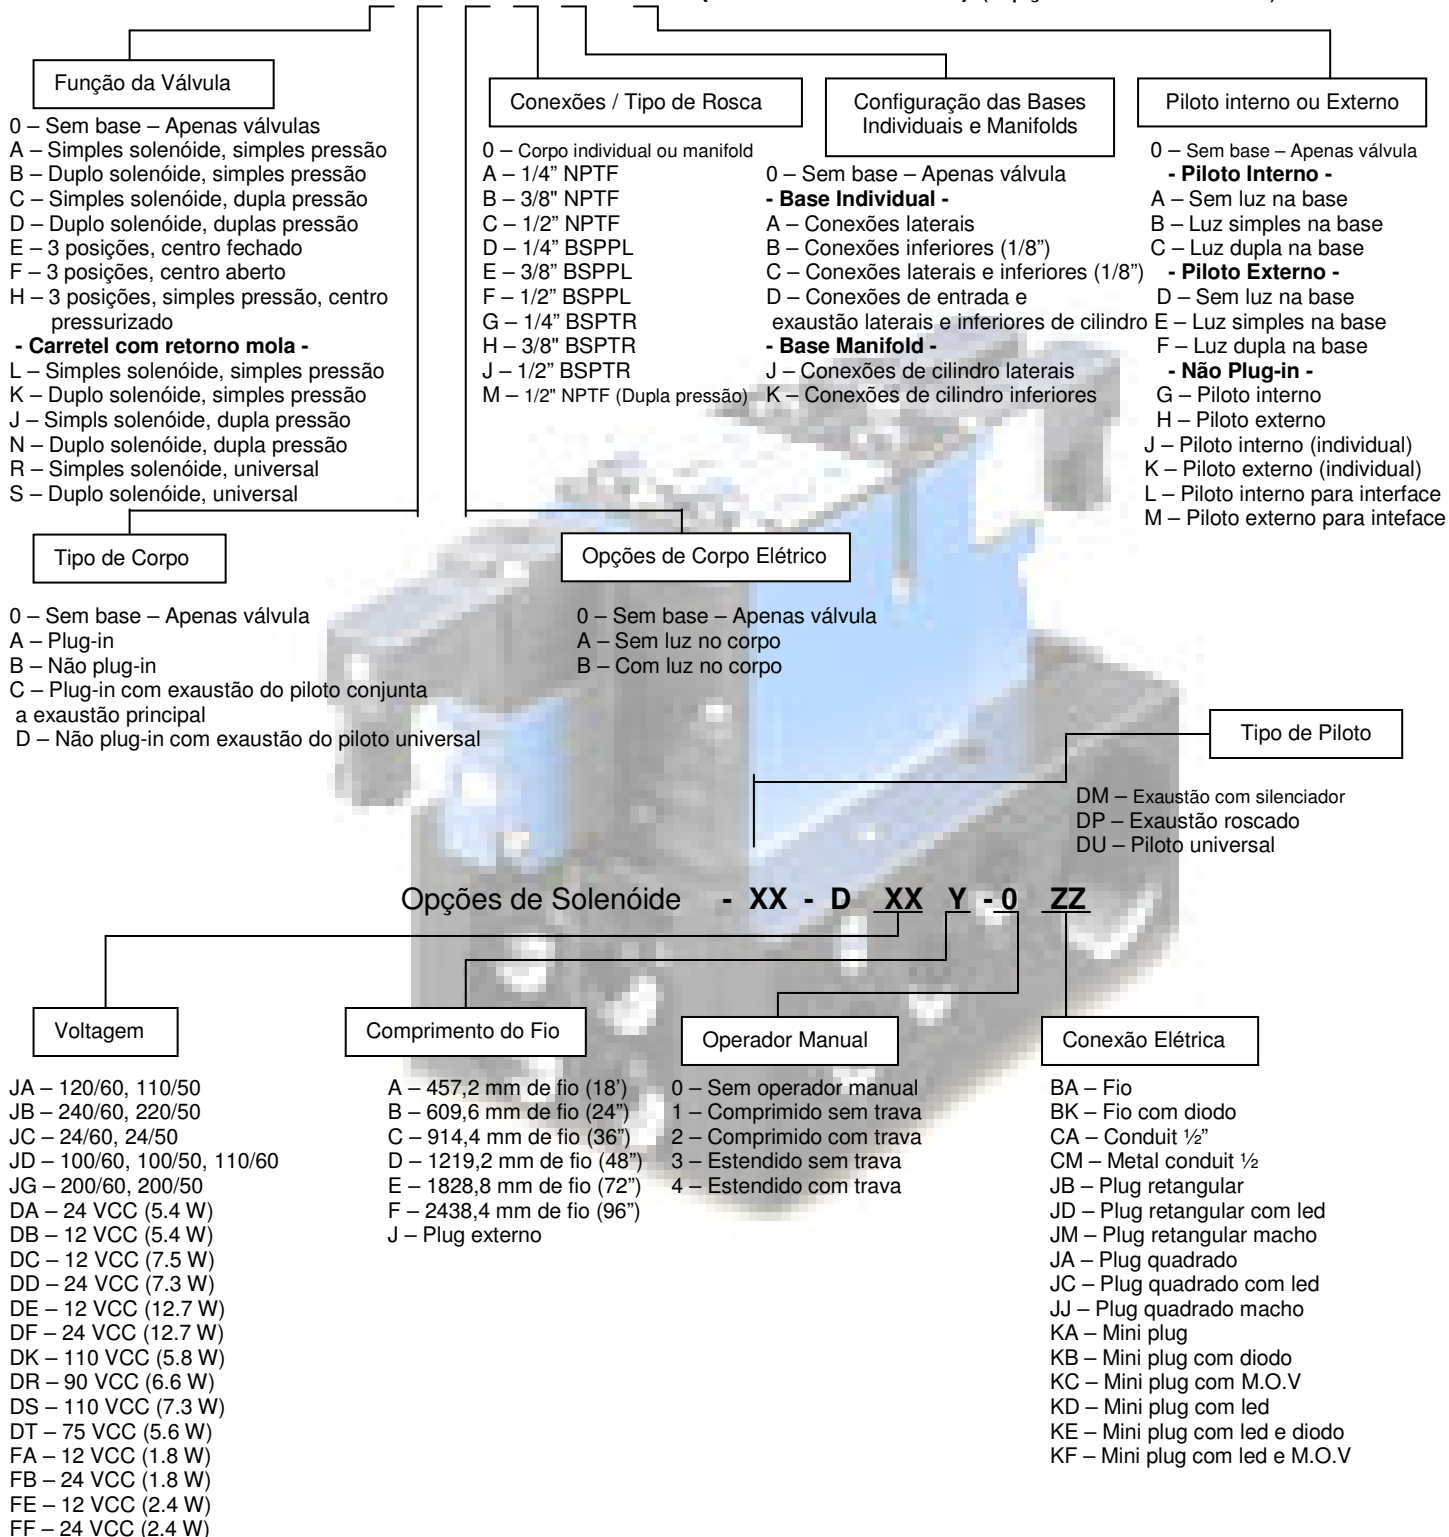 Função da Válvula
0 – Sem base – Apenas válvulas
A – Simples solenóide, simples pressão
B – Duplo solenóide, simples pressão
C – Simples solenóide, dupla pressão
D – Duplo solenóide, duplas pressão
E – 3 posições, centro fechado
F – 3 posições, centro aberto
H – 3 posições, simples pressão, centro
pressurizado
- Carretel com retorno mola -
L – Simples solenóide, simples pressão
K – Duplo solenóide, simples pressão
J – Simpls solenóide, dupla pressão
N – Duplo solenóide, dupla pressão
R – Simples solenóide, universal
S – Duplo solenóide, universal
Conexões / Tipo de Rosca
0 – Corpo individual ou manifold
A – 1/4” NPTF
B – 3/8" NPTF
C – 1/2” NPTF
D – 1/4” BSPPL
E – 3/8” BSPPL
F – 1/2” BSPPL
G – 1/4” BSPTR
H – 3/8" BSPTR
J – 1/2” BSPTR
M – 1/2" NPTF (Dupla pressão)
Configuração das Bases
Individuais e Manifolds
0 – Sem base – Apenas válvula
- Base Individual -
A – Conexões laterais
B – Conexões inferiores (1/8”)
C – Conexões laterais e inferiores (1/8”)
D – Conexões de entrada e
exaustão laterais e inferiores de cilindro
- Base Manifold -
J – Conexões de cilindro laterais
K – Conexões de cilindro inferiores
Piloto interno ou Externo
0 – Sem base – Apenas válvula
- Piloto Interno -
A – Sem luz na base
B – Luz simples na base
C – Luz dupla na base
- Piloto Externo -
D – Sem luz na base
E – Luz simples na base
F – Luz dupla na base
- Não Plug-in -
G – Piloto interno
H – Piloto externo
J – Piloto interno (individual)
K – Piloto externo (individual)
L – Piloto interno para interface
M – Piloto externo para inteface
Tipo de Corpo
0 – Sem base – Apenas válvula
A – Plug-in
B – Não plug-in
C – Plug-in com exaustão do piloto conjunta
a exaustão principal
D – Não plug-in com exaustão do piloto universal
Opções de Corpo Elétrico
0 – Sem base – Apenas válvula
A – Sem luz no corpo
B – Com luz no corpo
Tipo de Piloto
DM – Exaustão com silenciador
DP – Exaustão roscado
DU – Piloto universal
Opções de Solenóide - XX - D XX Y - 0 ZZ
Voltagem
JA – 120/60, 110/50
JB – 240/60, 220/50
JC – 24/60, 24/50
JD – 100/60, 100/50, 110/60
JG – 200/60, 200/50
DA – 24 VCC (5.4 W)
DB – 12 VCC (5.4 W)
DC – 12 VCC (7.5 W)
DD – 24 VCC (7.3 W)
DE – 12 VCC (12.7 W)
DF – 24 VCC (12.7 W)
DK – 110 VCC (5.8 W)
DR – 90 VCC (6.6 W)
DS – 110 VCC (7.3 W)
DT – 75 VCC (5.6 W)
FA – 12 VCC (1.8 W)
FB – 24 VCC (1.8 W)
FE – 12 VCC (2.4 W)
FF – 24 VCC (2.4 W)
Comprimento do Fio
A – 457,2 mm de fio (18’)
B – 609,6 mm de fio (24”)
C – 914,4 mm de fio (36”)
D – 1219,2 mm de fio (48”)
E – 1828,8 mm de fio (72”)
F – 2438,4 mm de fio (96”)
J – Plug externo
Operador Manual
0 – Sem operador manual
1 – Comprimido sem trava
2 – Comprimido com trava
3 – Estendido sem trava
4 – Estendido com trava
Conexão Elétrica
BA – Fio
BK – Fio com diodo
CA – Conduit ½”
CM – Metal conduit ½
JB – Plug retangular
JD – Plug retangular com led
JM – Plug retangular macho
JA – Plug quadrado
JC – Plug quadrado com led
JJ – Plug quadrado macho
KA – Mini plug
KB – Mini plug com diodo
KC – Mini plug com M.O.V
KD – Mini plug com led
KE – Mini plug com led e diodo
KF – Mini plug com led e M.O.V